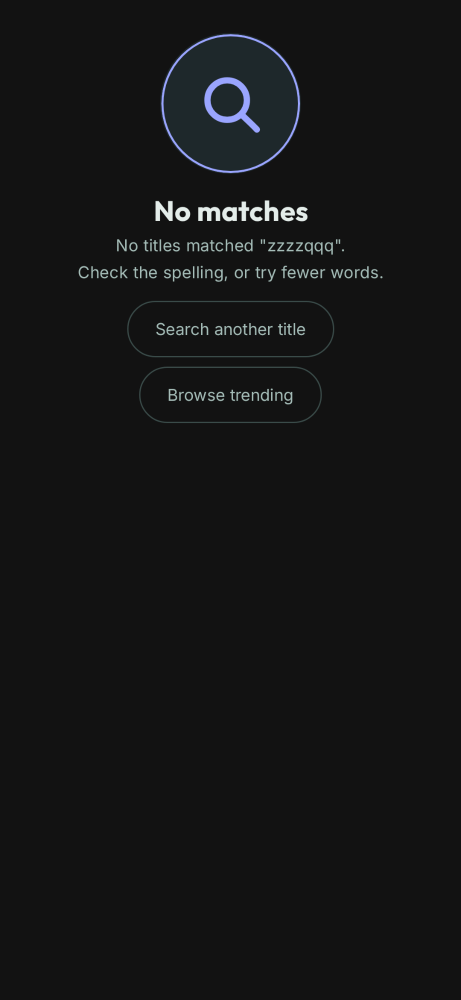 No matches
No titles matched "zzzzqqq".
Check the spelling, or try fewer words.
Search another title
Browse trending